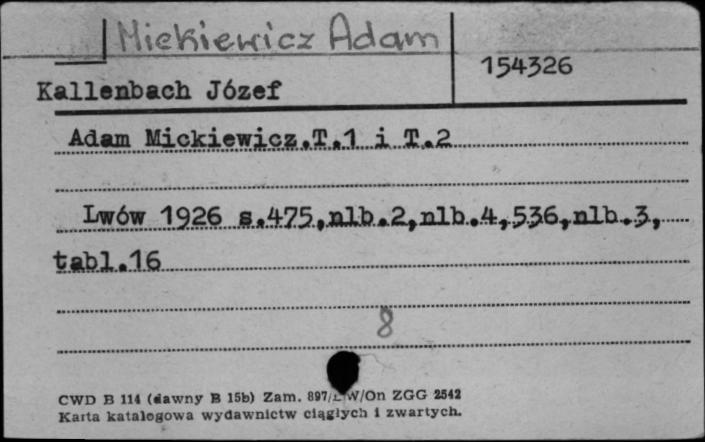 Mickiewicz Adam
154326
Kallenbach Józef
Adam Mickiewicz.T.1 i T.2
Lwów 1926 s.475,nlb.2,nlb.4,536,nlb.3,
tabl.16
8
CWD B 114 (dawny B 15b) Zam. 897/ŁW/On ZGG 2542
Karta katalogowa wydawnictw ciągłych i zwartych.